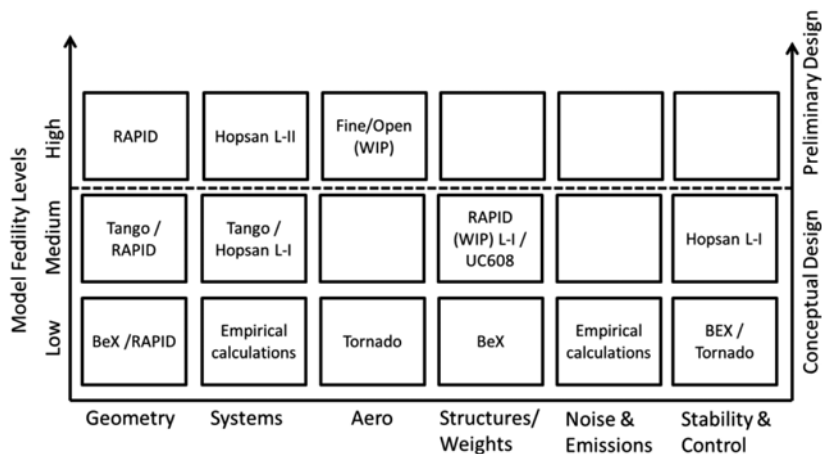 Model Fedility Levels
High
Medium
Low
RAPID
Hopsan L-II
Fine/Open
(WIP)
Tango /
RAPID
Tango /
Hopsan L-I
RAPID
(WIP) L-I /
UC608
Hopsan L-I
BeX /RAPID
Empirical
calculations
Tornado
BeX
Empirical
calculations
BEX /
Tornado
Geometry
Systems
Aero
Structures/
Weights
Noise &
Emissions
Stability &
Control
Preliminary Design
Conceptual Design